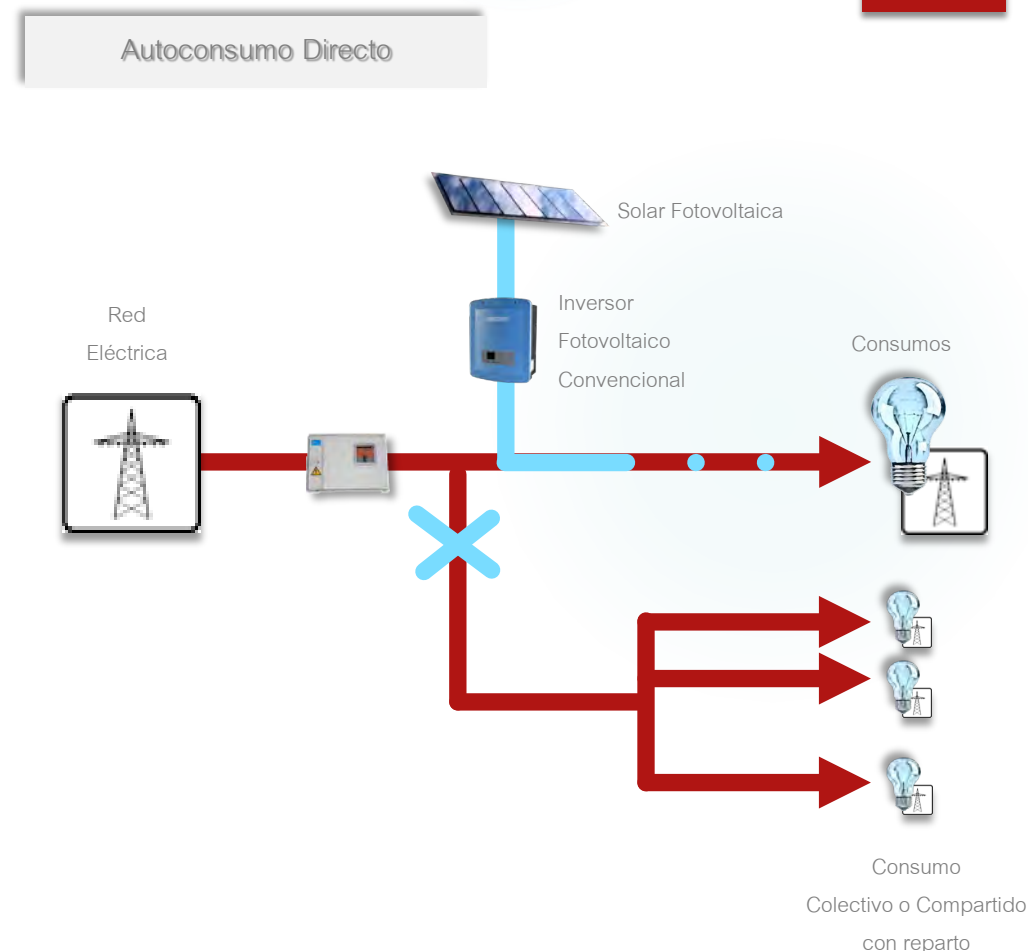 Autoconsumo Directo
Solar Fotovoltaica
Inversor
Fotovoltaico
Convencional
Red
Eléctrica
Consumos
Consumo
Colectivo o Compartido
con reparto